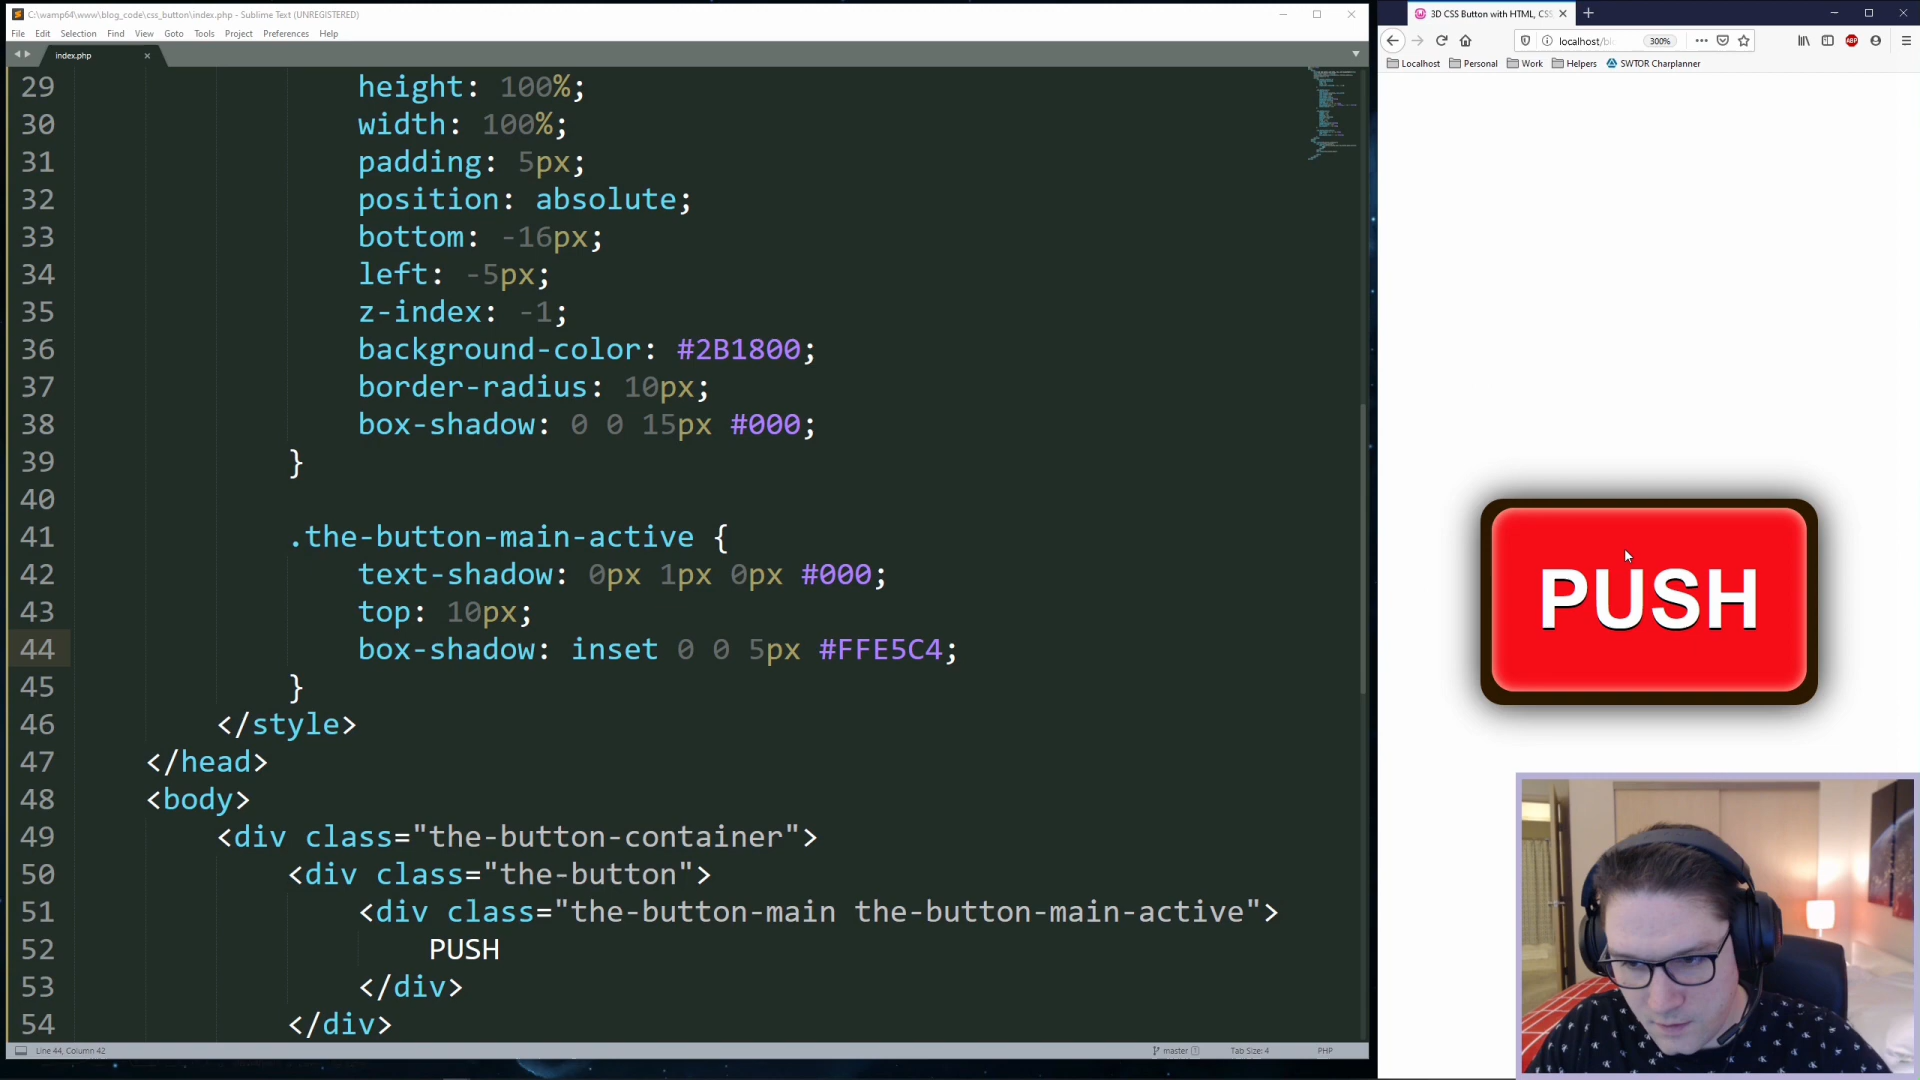 C:\wamp64\www\blog_code\css_button\index.php - Sublime Text (UNREGISTERED)
File Edit Selection Find View Goto Tools Project Preferences Help
index.php
29 height: 100%;
30 width: 100%;
31 padding: 5px;
32 position: absolute;
33 bottom: -16px;
34 left: -5px;
35 z-index: -1;
36 background-color: #2B1800;
37 border-radius: 10px;
38 box-shadow: 0 0 15px #000;
39 }
40
41 .the-button-main-active {
42 text-shadow: 0px 1px 0px #000;
43 top: 10px;
44 box-shadow: inset 0 0 5px #FFE5C4;
45 }
46 </style>
47 </head>
48 <body>
49 <div class="the-button-container">
50 <div class="the-button">
51 <div class="the-button-main the-button-main-active">
52 PUSH
53 </div>
54 </div>
Line 44, Column 42
master 1
Tab Size: 4
PHP
3D CSS Button with HTML, CSS,
localhost/blo
300%
ABP
Localhost Personal Work Helpers SWTOR Charplanner
PUSH